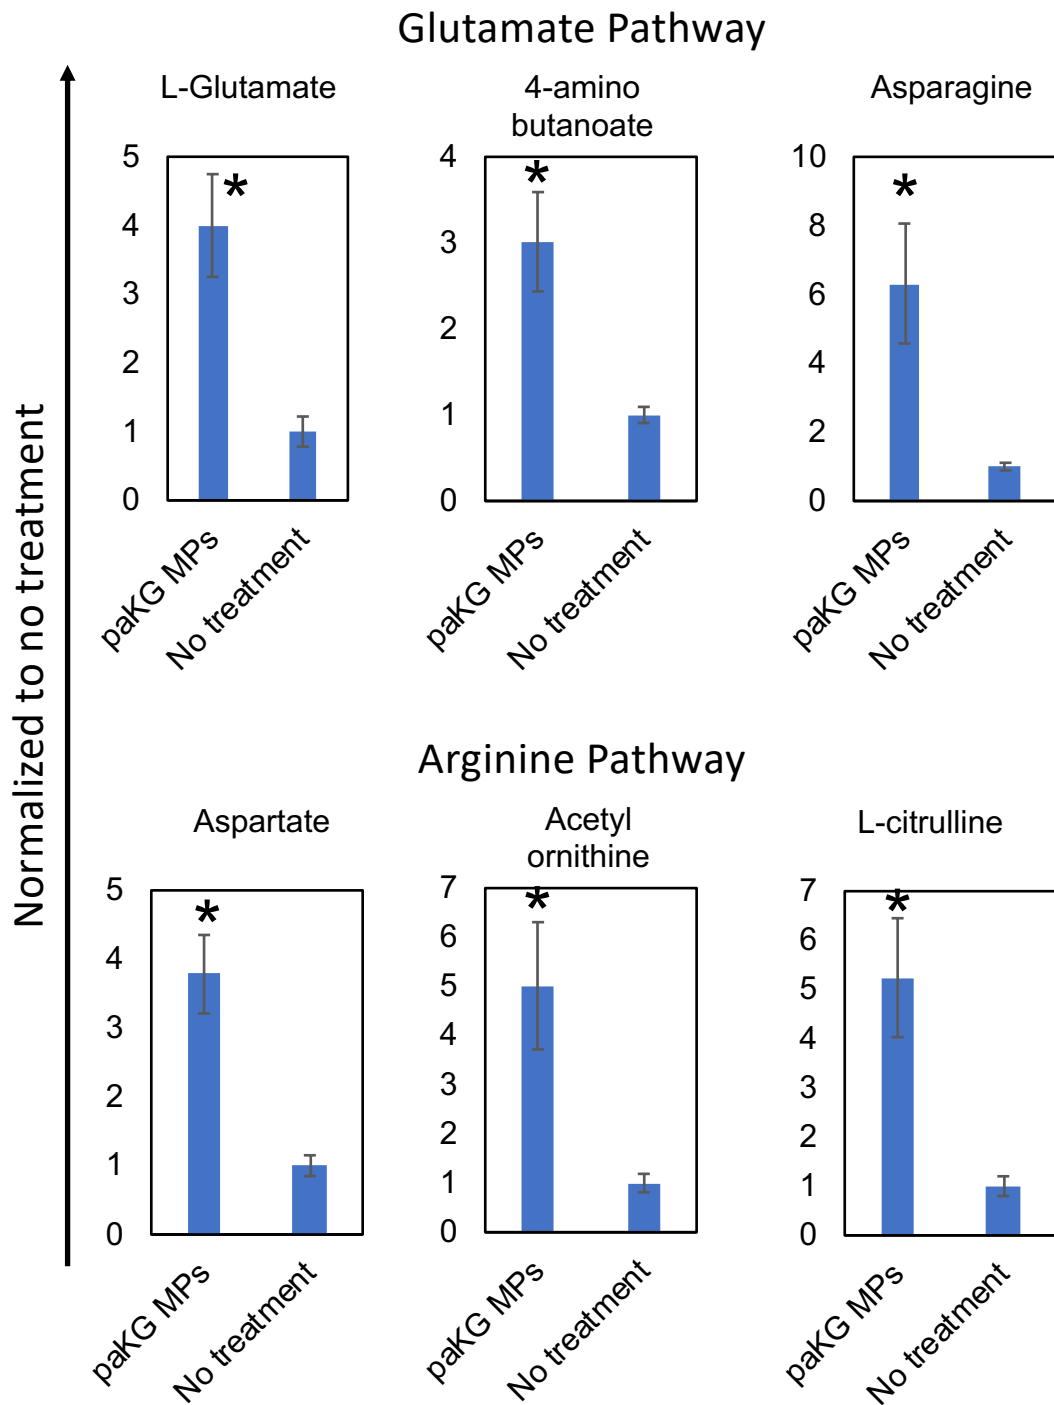 Glutamate Pathway
Normalized to no treatment
L-Glutamate
5
*
4
3
2
1
0
paKG MPs
No treatment
4-amino
butanoate
4
*
3
2
1
0
paKG MPs
No treatment
Asparagine
10
*
8
6
4
2
0
paKG MPs
No treatment
Arginine Pathway
Aspartate
5
*
4
3
2
1
0
paKG MPs
No treatment
Acetyl
ornithine
7
*
6
5
4
3
2
1
0
paKG MPs
No treatment
L-citrulline
7
*
6
5
4
3
2
1
0
paKG MPs
No treatment